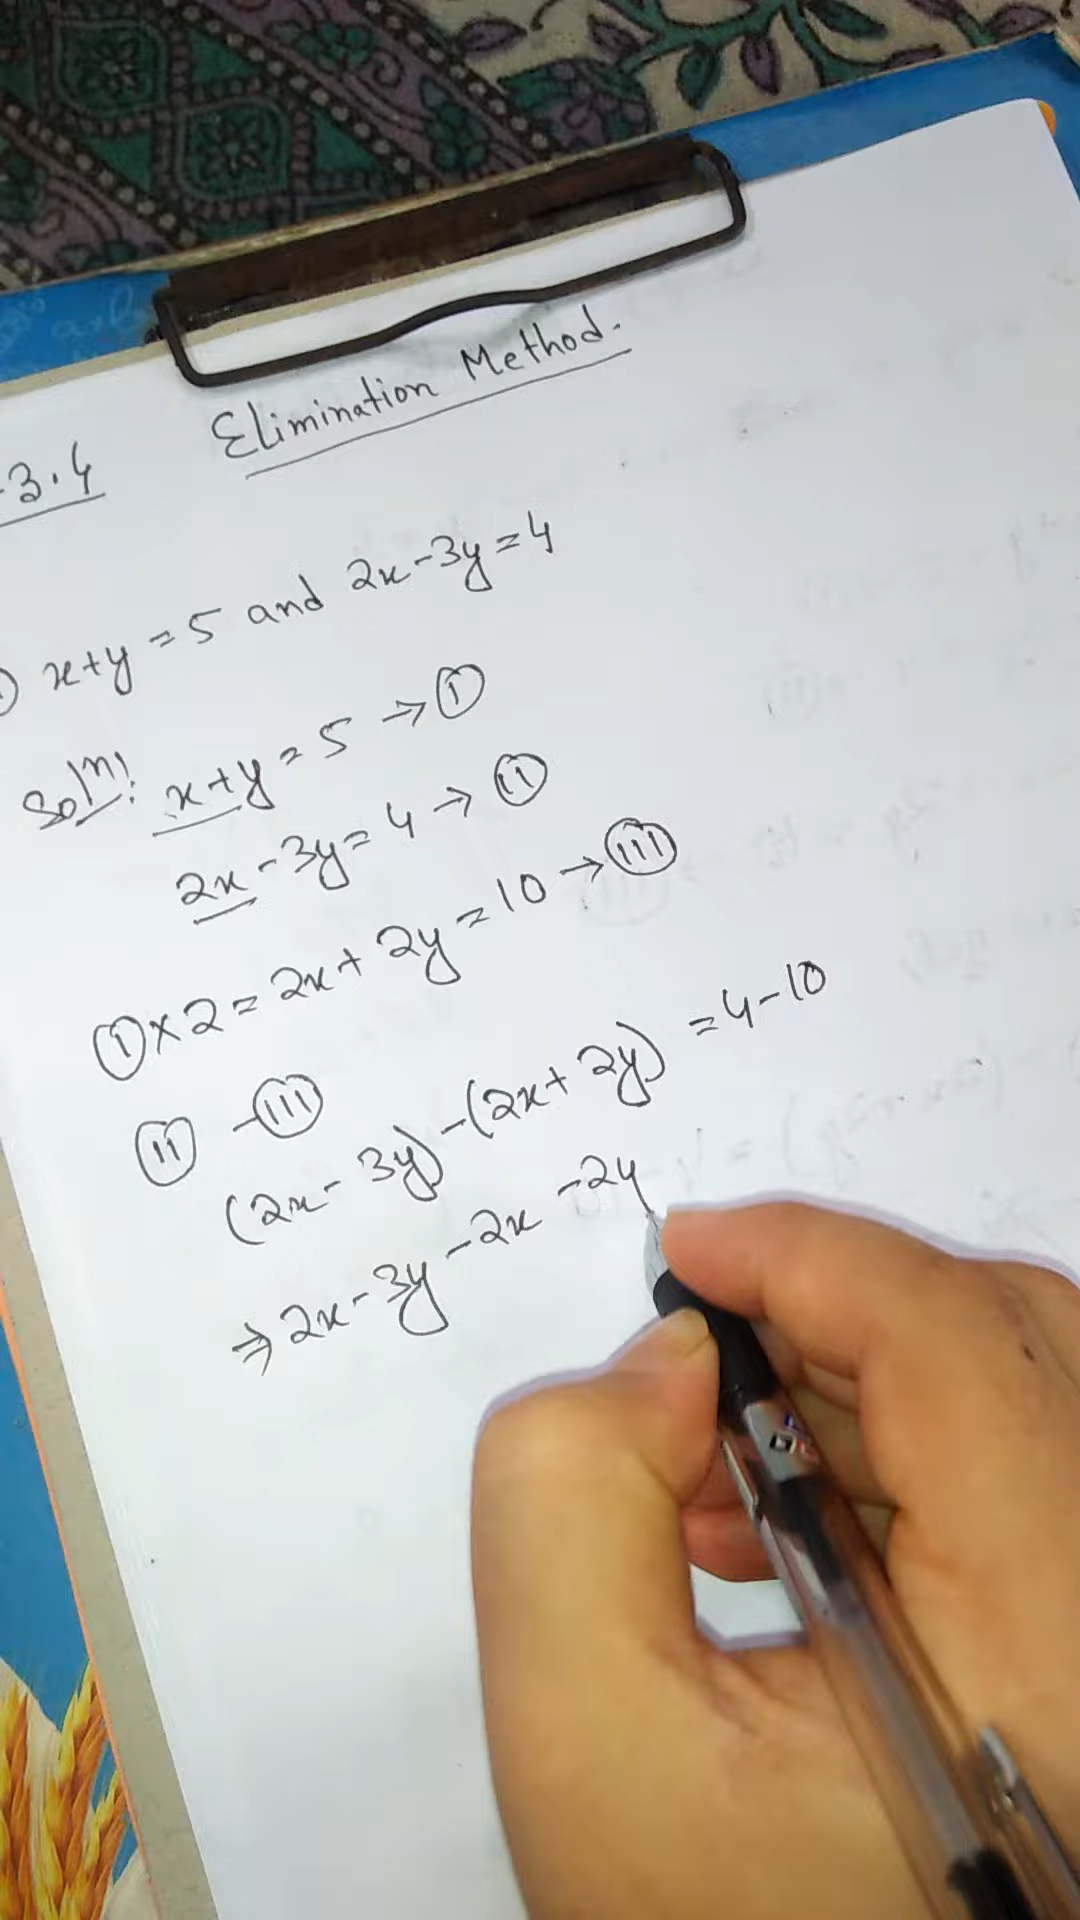 -3.4 Elimination Method.
① x+y = 5 and 2x-3y=4
Solⁿ: x+y = 5 → Ⓘ
2x-3y= 4 → ⓘⓘ
Ⓘ×2 = 2x+2y = 10 → ⓘⓘⓘ
ⓘⓘ - ⓘⓘⓘ
(2x-3y)-(2x+2y) = 4-10
⇒ 2x-3y-2x-2y